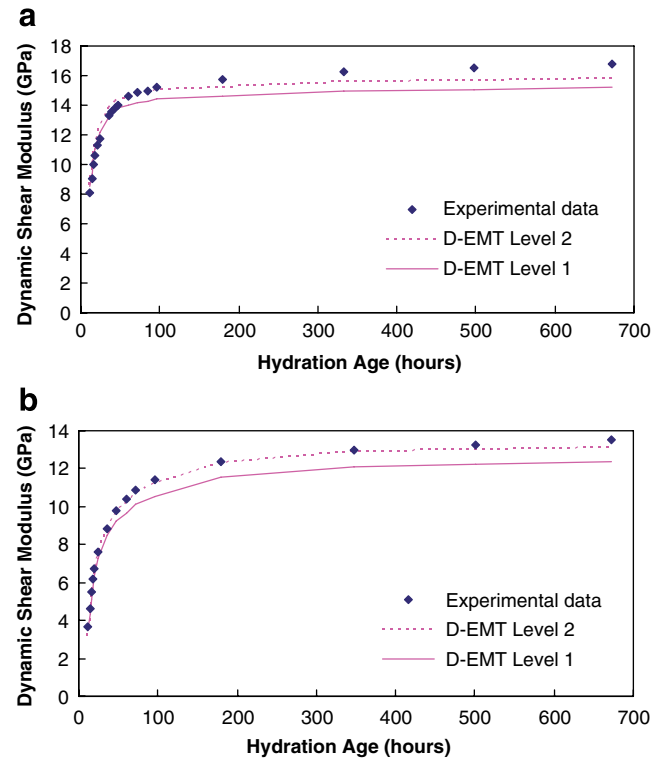 a
Dynamic Shear Modulus (GPa)
18
16
14
12
10
8
6
4
2
0
Experimental data
D-EMT Level 2
D-EMT Level 1
0 100 200 300 400 500 600 700
Hydration Age (hours)
b
Dynamic Shear Modulus (GPa)
14
12
10
8
6
4
2
0
Experimental data
D-EMT Level 2
D-EMT Level 1
0 100 200 300 400 500 600 700
Hydration Age (hours)